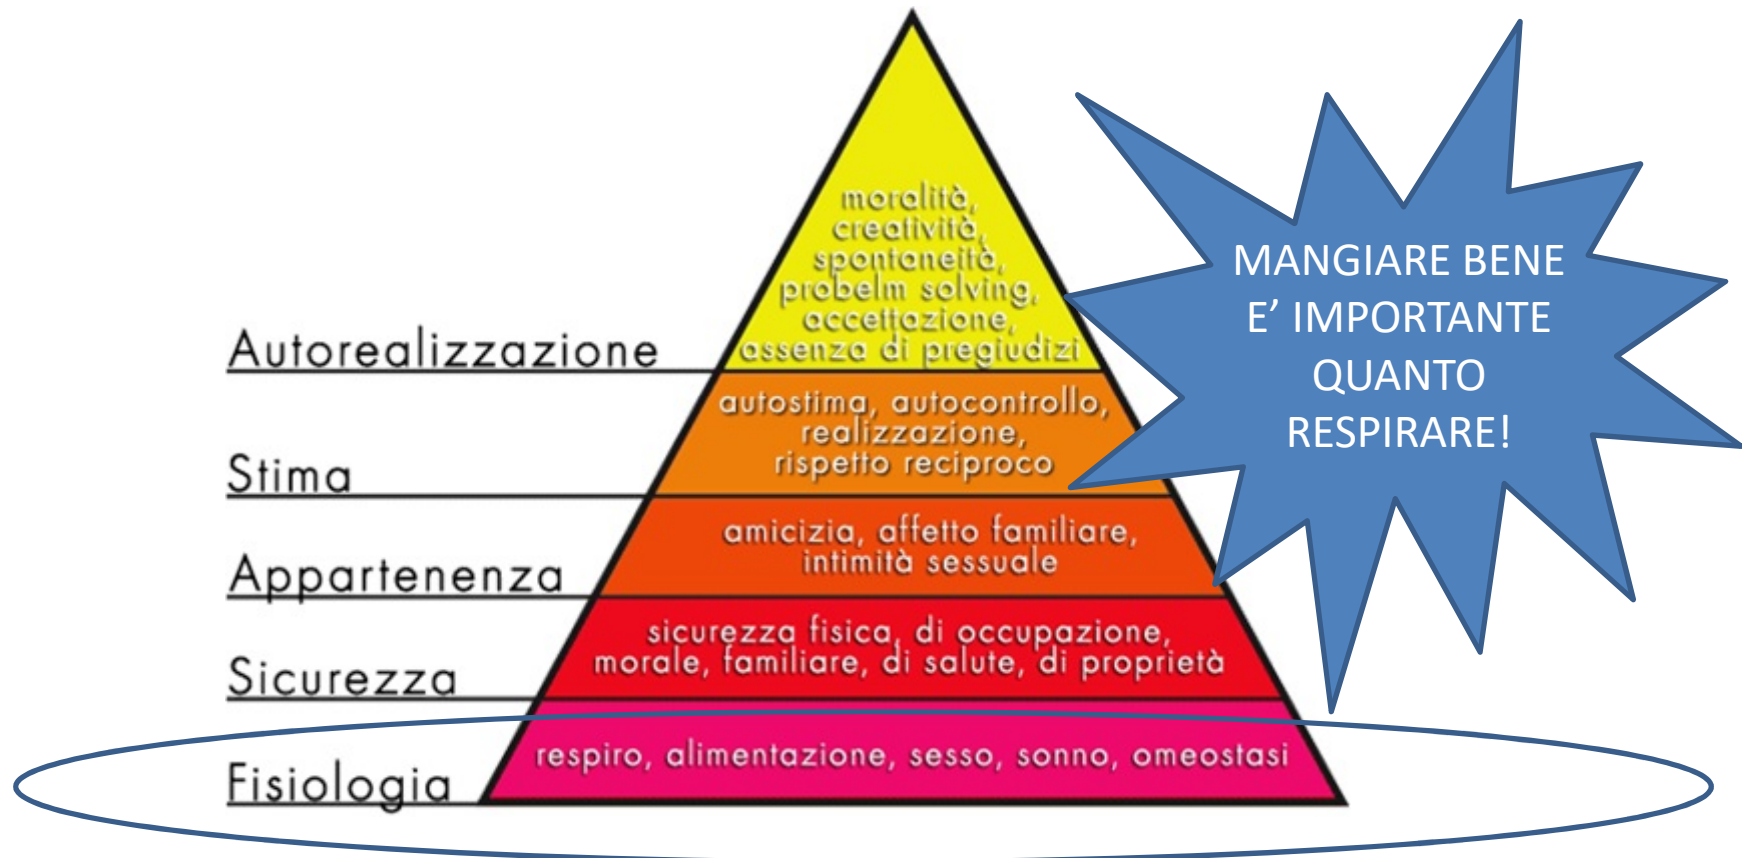 moralità,
creatività,
spontaneità,
probelm solving,
accettazione,
assenza di pregiudizi
Autorealizzazione
autostima, autocontrollo,
realizzazione,
rispetto reciproco
Stima
amicizia, affetto familiare,
intimità sessuale
Appartenenza
sicurezza fisica, di occupazione,
morale, familiare, di salute, di proprietà
Sicurezza
respiro, alimentazione, sesso, sonno, omeostasi
Fisiologia
MANGIARE BENE
E’ IMPORTANTE
QUANTO
RESPIRARE!